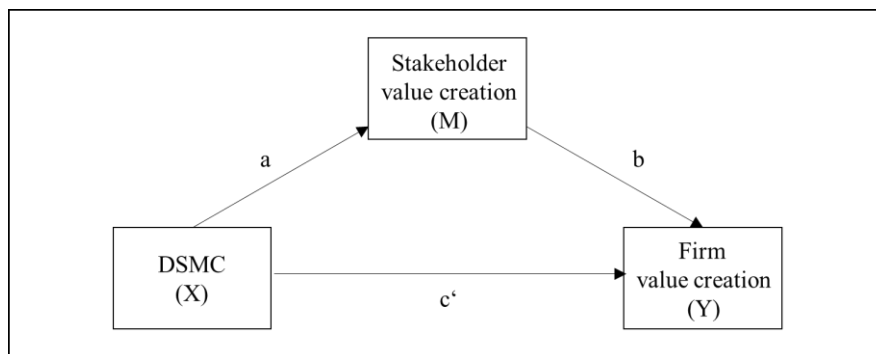 Stakeholder
value creation
(M)
a
b
DSMC
(X)
Firm
value creation
(Y)
c‘